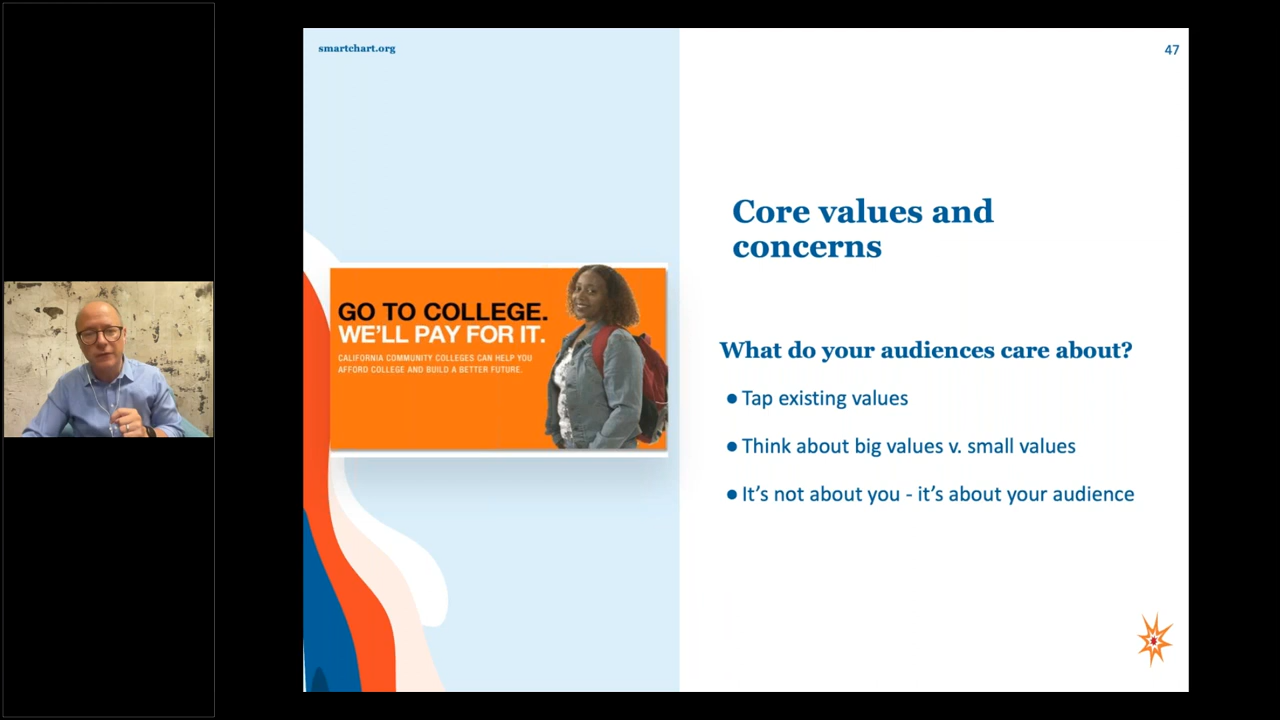 smartchart.org
47
Core values and
concerns
GO TO COLLEGE.
WE'LL PAY FOR IT.
CALIFORNIA COMMUNITY COLLEGES CAN HELP YOU
AFFORD COLLEGE AND BUILD A BETTER FUTURE.
What do your audiences care about?
● Tap existing values
● Think about big values v. small values
● It's not about you - it's about your audience